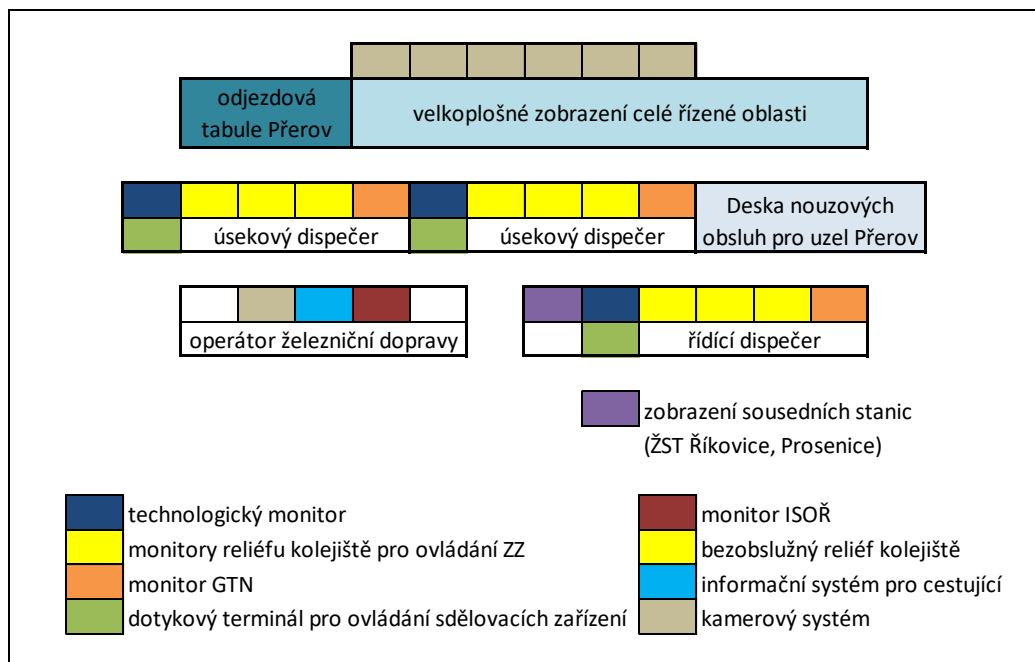 odjezdová
tabule Přerov
velkoplošné zobrazení celé řízené oblasti
úsekový dispečer
úsekový dispečer
Deska nouzových
obsluh pro uzel Přerov
operátor železniční dopravy
řídící dispečer
zobrazení sousedních stanic
(ŽST Říkovice, Prosenice)
technologický monitor
monitory reliéfu kolejiště pro ovládání ZZ
monitor GTN
dotykový terminál pro ovládání sdělovacích zařízení
monitor ISOŘ
bezobslužný reliéf kolejiště
informační systém pro cestující
kamerový systém